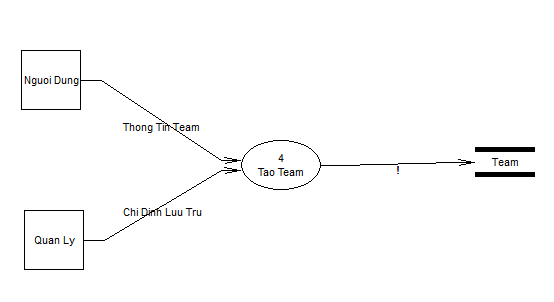 Nguoi Dung
Thong Tin Team
4
Tao Team
Team
!
Chi Dinh Luu Tru
Quan Ly